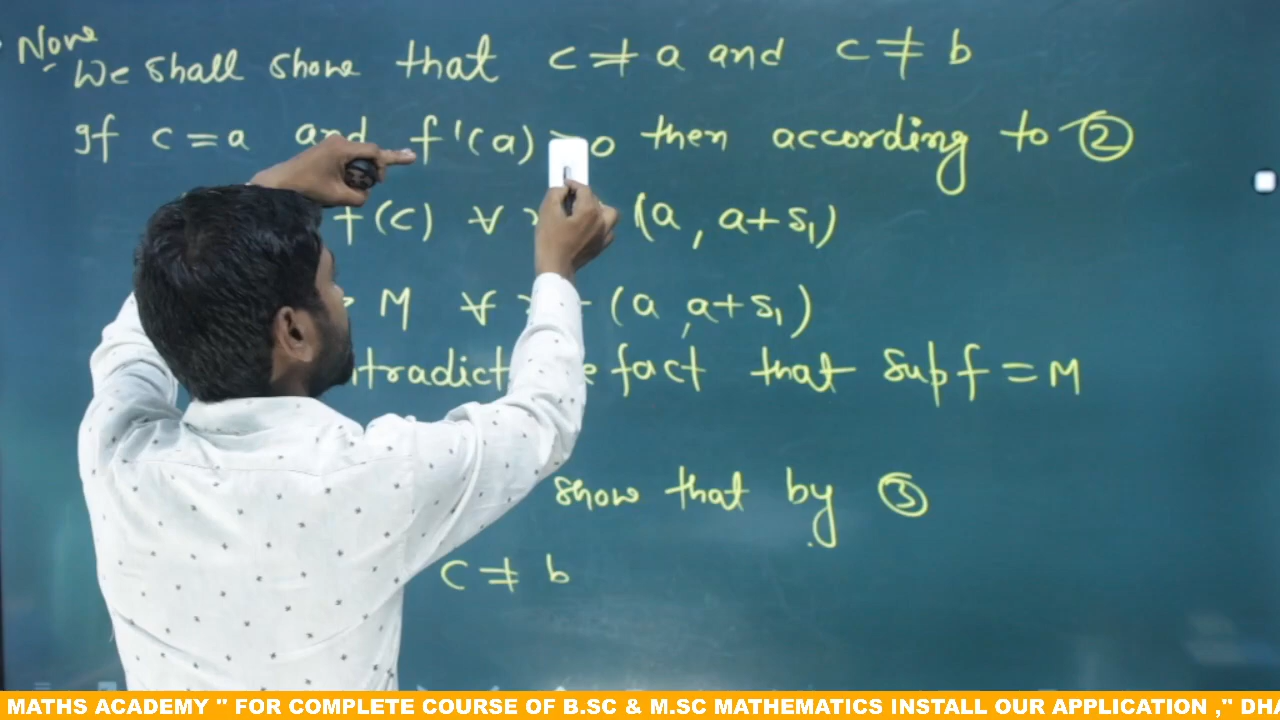 Now
We shall show that c ≠ a and c ≠ b
If c = a and f'(a) > 0 then according to ②
f(c) ∀ (a, a+δ₁)
M ∀ (a, a+δ₁)
fact that sup f = M
show that by ③
c ≠ b
MATHS ACADEMY " FOR COMPLETE COURSE OF B.SC & M.SC MATHEMATICS INSTALL OUR APPLICATION ," DHA